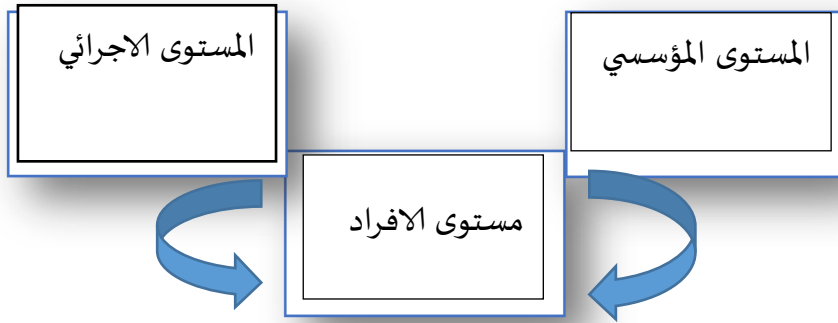 المستوى المؤسسي
المستوى الاجرائي
مستوى الافراد